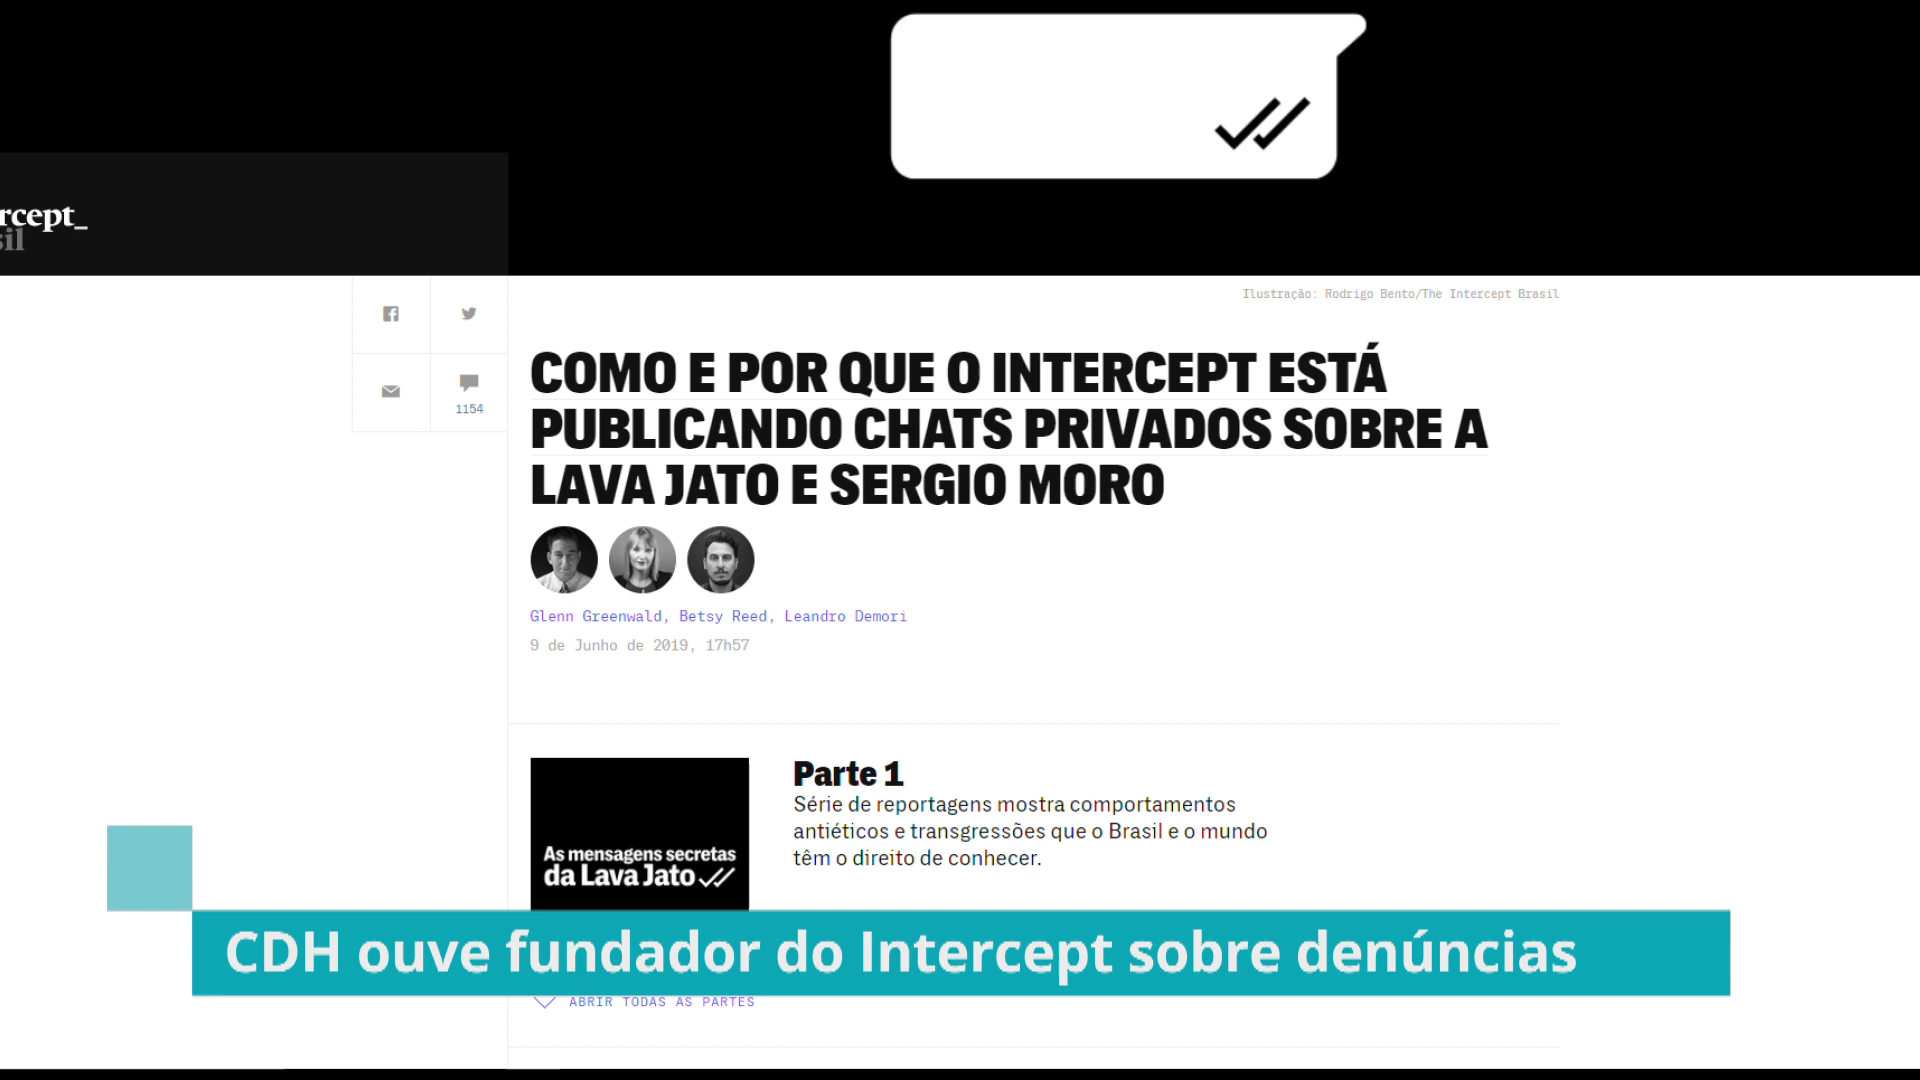 rcept_
sil
Ilustração: Rodrigo Bento/The Intercept Brasil
1154
COMO E POR QUE O INTERCEPT ESTÁ
PUBLICANDO CHATS PRIVADOS SOBRE A
LAVA JATO E SERGIO MORO
Glenn Greenwald, Betsy Reed, Leandro Demori
9 de Junho de 2019, 17h57
Parte 1
Série de reportagens mostra comportamentos
antiéticos e transgressões que o Brasil e o mundo
têm o direito de conhecer.
As mensagens secretas
da Lava Jato
CDH ouve fundador do Intercept sobre denúncias
ABRIR TODAS AS PARTES